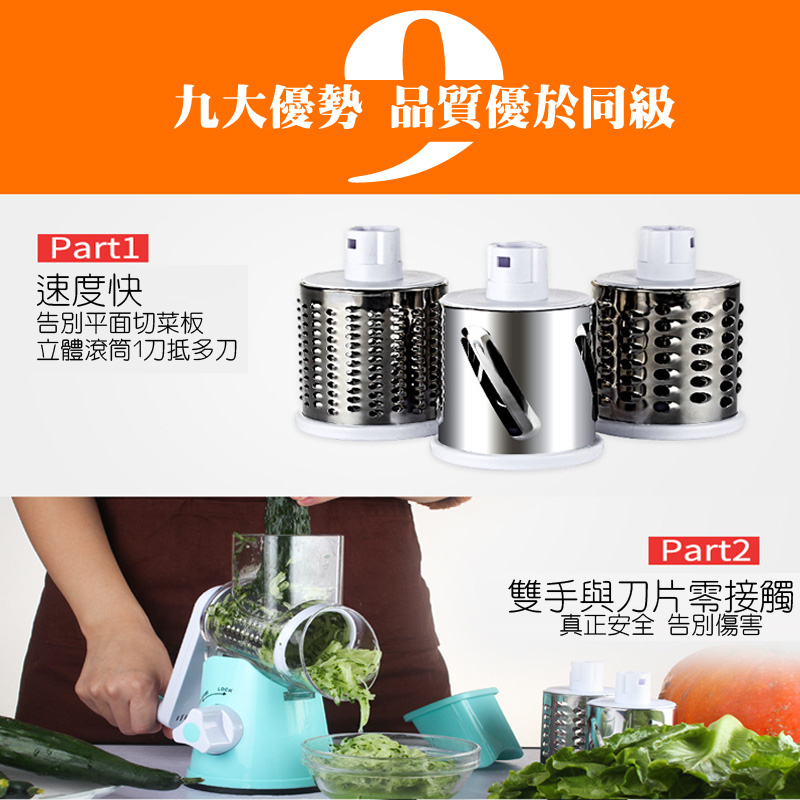 9
九大優勢 品質優於同級
Part1
速度快
告別平面切菜板
立體滾筒1刀抵多刀
Part2
雙手與刀片零接觸
真正安全 告別傷害
LOCK